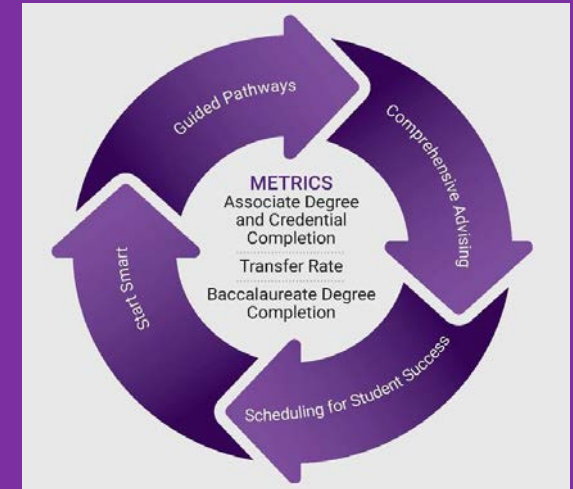 Guided Pathways
Comprehensive Advising
METRICS
Associate Degree
and Credential
Completion
Transfer Rate
Baccalaureate Degree
Completion
Start Smart
Scheduling for Student Success